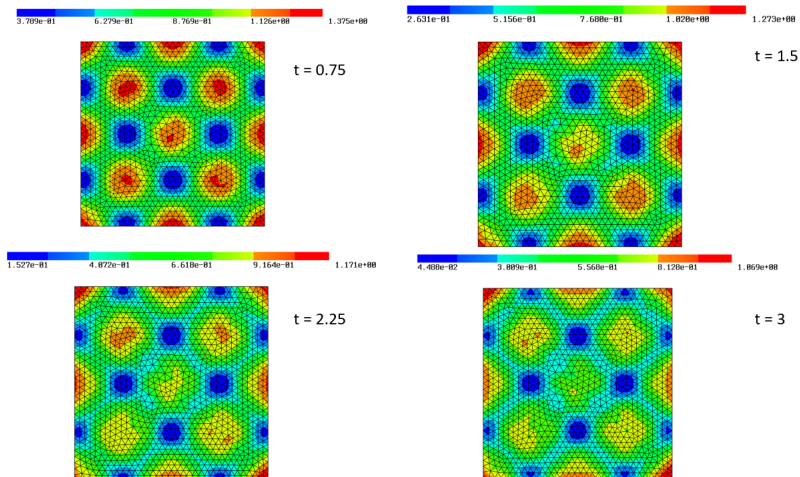 3.709e-01 6.279e-01 8.769e-01 1.126e+00 1.375e+00
t = 0.75
2.631e-01 5.156e-01 7.680e-01 1.020e+00 1.273e+00
t = 1.5
1.527e-01 4.072e-01 6.618e-01 9.164e-01 1.171e+00
t = 2.25
4.480e-02 3.009e-01 5.560e-01 8.120e-01 1.069e+00
t = 3